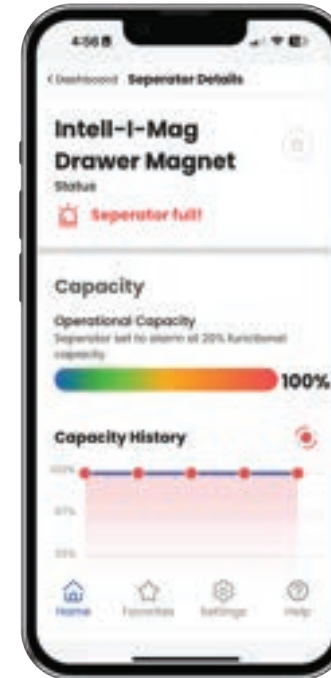 4:56
Dashboard Seperator Details
Intell-I-Mag
Drawer Magnet
Status
Seperator full!
Capacity
Operational Capacity
Seperator set to alarm at 20% functional
capacity
100%
Capacity History
100%
Home Favorites Settings Help